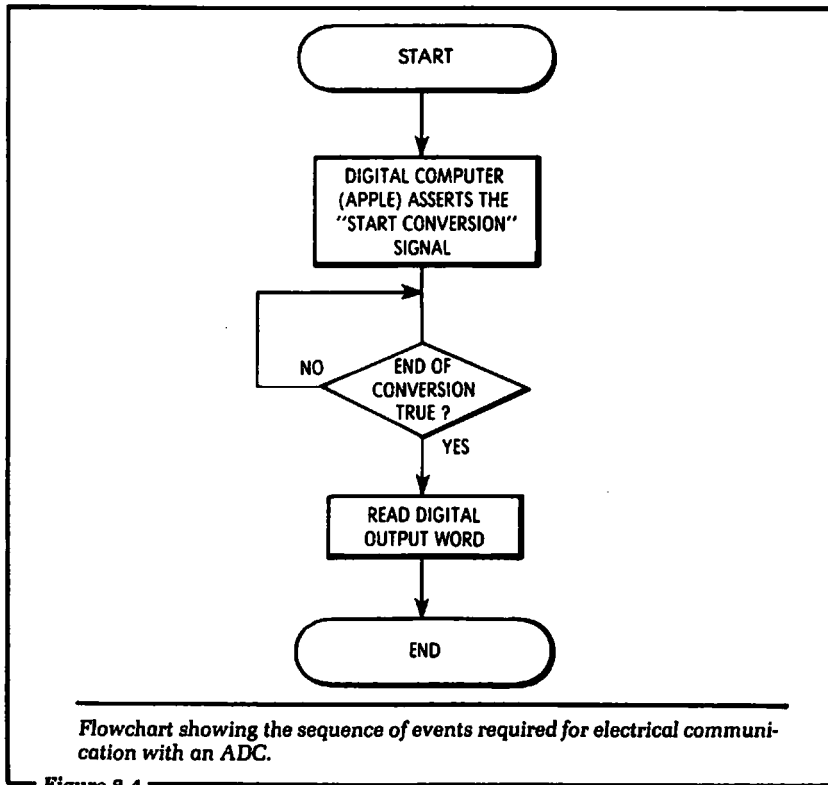 START
DIGITAL COMPUTER
(APPLE) ASSERTS THE
"START CONVERSION"
SIGNAL
NO
END OF
CONVERSION
TRUE ?
YES
READ DIGITAL
OUTPUT WORD
END
Flowchart showing the sequence of events required for electrical communi-
cation with an ADC.
Figure